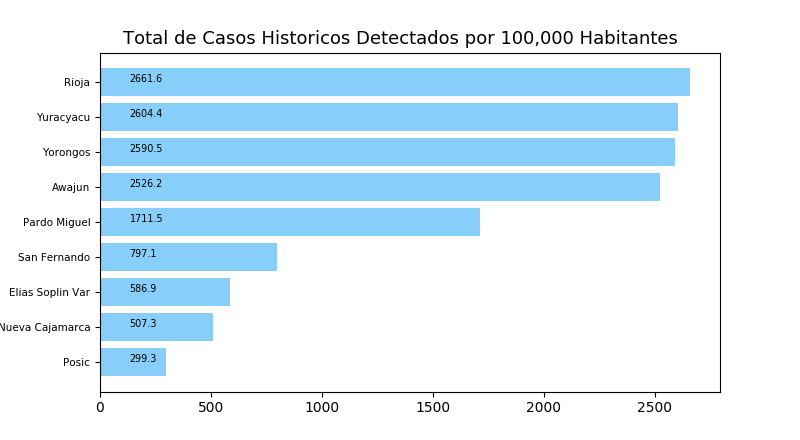 Total de Casos Historicos Detectados por 100,000 Habitantes
Rioja 2661.6
Yuracyacu 2604.4
Yorongos 2590.5
Awajun 2526.2
Pardo Miguel 1711.5
San Fernando 797.1
Elias Soplin Var 586.9
Nueva Cajamarca 507.3
Posic 299.3
0 500 1000 1500 2000 2500